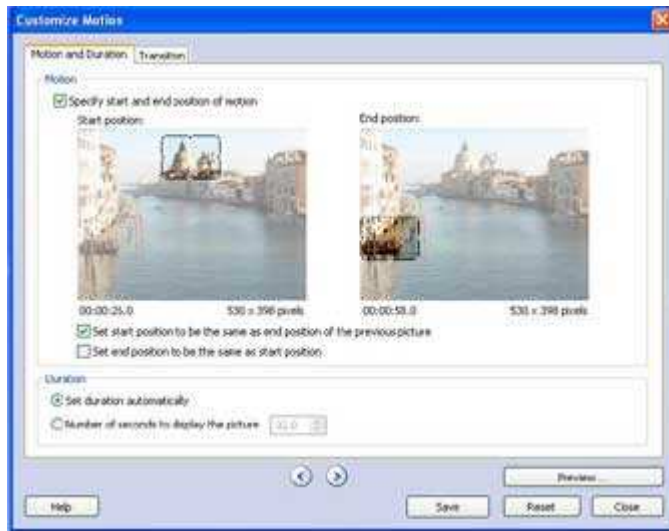 Customize Motion
Motion and Duration Transition
Motion
Specify start and end position of motion
Start position: End position:
00:00:26.0 530 x 398 pixels 00:00:58.0 530 x 398 pixels
Set start position to be the same as end position of the previous picture
Set end position to be the same as start position
Duration
Set duration automatically
Number of seconds to display the picture
Preview...
Help Save Reset Close